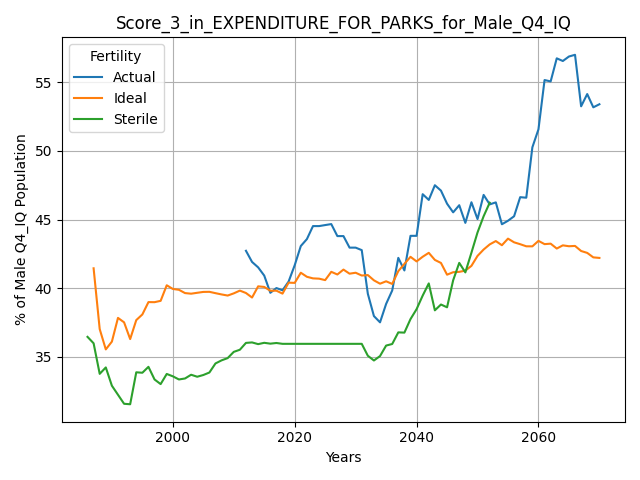 Score_3_in_EXPENDITURE_FOR_PARKS_for_Male_Q4_IQ
Fertility
Actual
Ideal
Sterile
% of Male Q4_IQ Population
55
50
45
40
35
2000
2020
2040
2060
Years